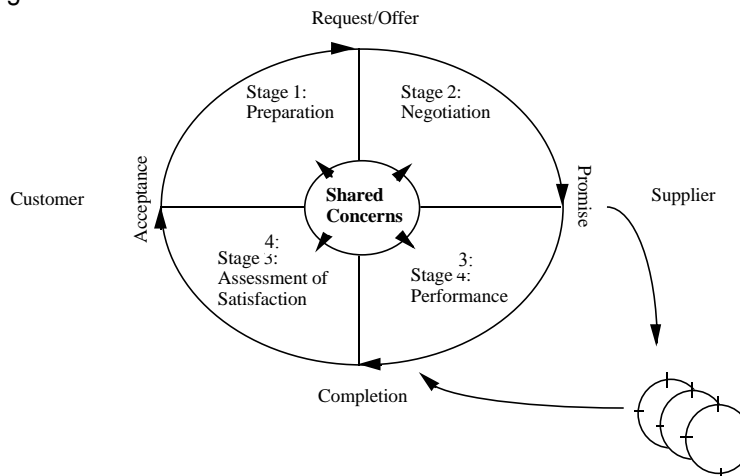 Request/Offer
Stage 1:
Preparation
Stage 2:
Negotiation
Customer
Acceptance
Shared
Concerns
Promise
Supplier
4:
Stage 3:
Assessment of
Satisfaction
3:
Stage 4:
Performance
Completion